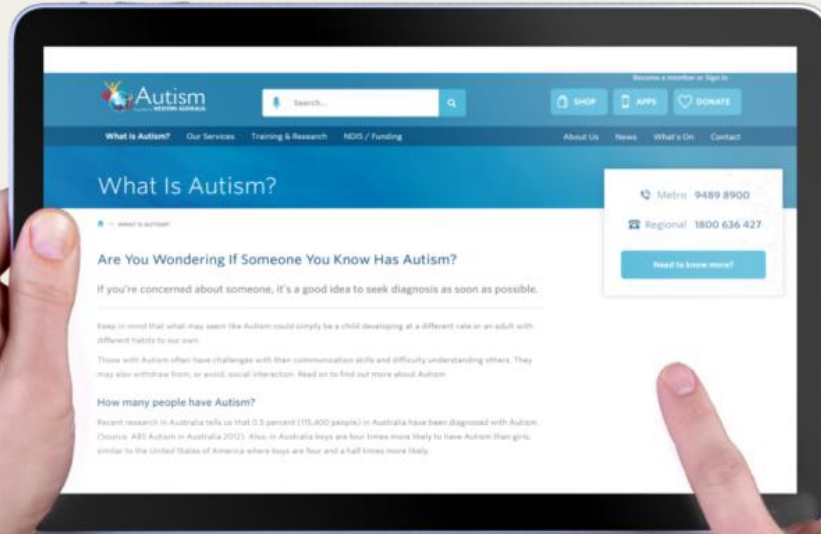 Become a member or Sign in
Autism
WESTERN AUSTRALIA
Search...
SHOP
APPS
DONATE
What is Autism? Our Services Training & Research NDIS / Funding
About Us News What's On Contact
What Is Autism?
Metro 9489 8900
Regional 1800 636 427
Need to know more?
WHAT IS AUTISM?
Are You Wondering If Someone You Know Has Autism?
If you're concerned about someone, it's a good idea to seek diagnosis as soon as possible.
Keep in mind that what may seem like Autism could simply be a child developing at a different rate or an adult with
different habits to our own.
Those with Autism often have challenges with their communication skills and difficulty understanding others. They
may also withdraw from, or avoid, social interaction. Read on to find out more about Autism.
How many people have Autism?
Recent research in Australia tells us that 0.5 percent (115,400 people) in Australia have been diagnosed with Autism.
(Source: ABS Autism in Australia 2012). Also, in Australia boys are four times more likely to have Autism than girls,
similar to the United States of America where boys are four and a half times more likely.